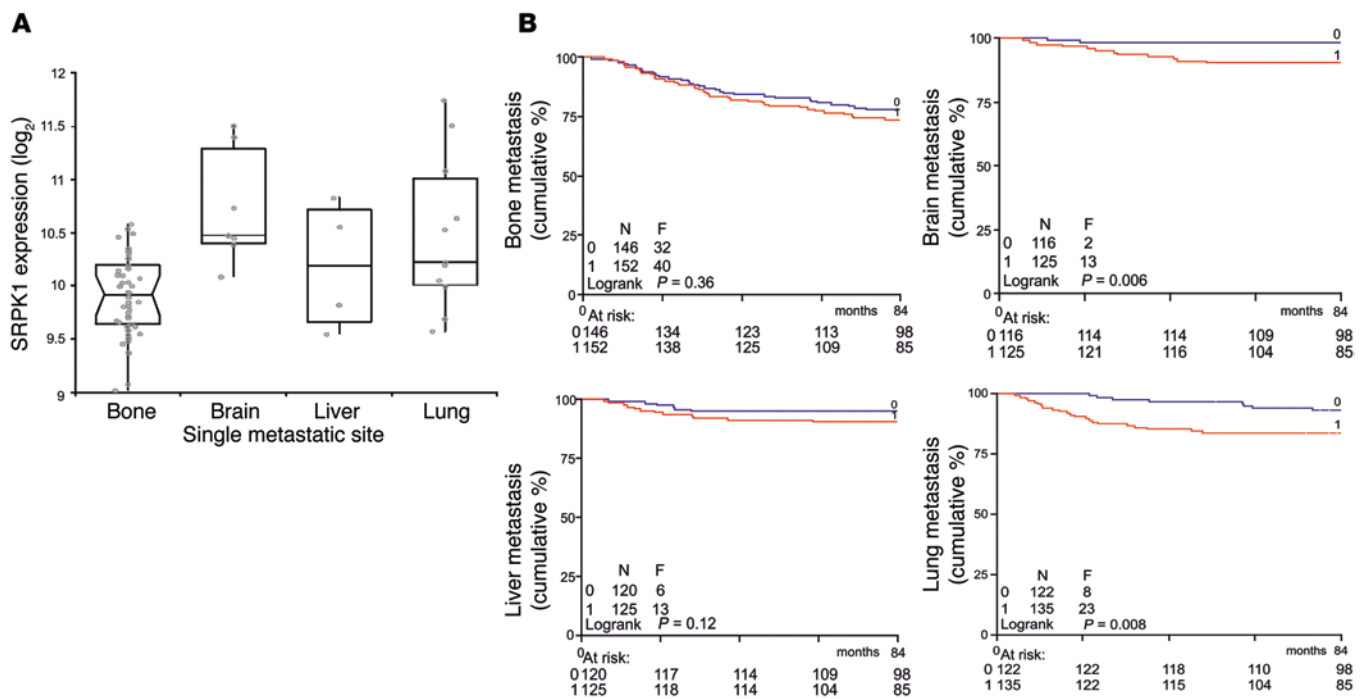 A
SRPK1 expression (log2)
12
11.5
11
10.5
10
9.5
9
Bone Brain Liver Lung
Single metastatic site
B
Bone metastasis
(cumulative %)
100
75
50
25
0
0
1
N F
0 146 32
1 152 40
Logrank P = 0.36
0 months 84
At risk:
0 146 134 123 113 98
1 152 138 125 109 85
Brain metastasis
(cumulative %)
100
75
50
25
0
0
1
N F
0 116 2
1 125 13
Logrank P = 0.006
0 months 84
At risk:
0 116 114 114 109 98
1 125 121 116 104 85
Liver metastasis
(cumulative %)
100
75
50
25
0
0
1
N F
0 120 6
1 125 13
Logrank P = 0.12
0 months 84
At risk:
0 120 117 114 109 98
1 125 118 114 104 85
Lung metastasis
(cumulative %)
100
75
50
25
0
0
1
N F
0 122 8
1 135 23
Logrank P = 0.008
0 months 84
At risk:
0 122 122 118 110 98
1 135 122 115 104 85